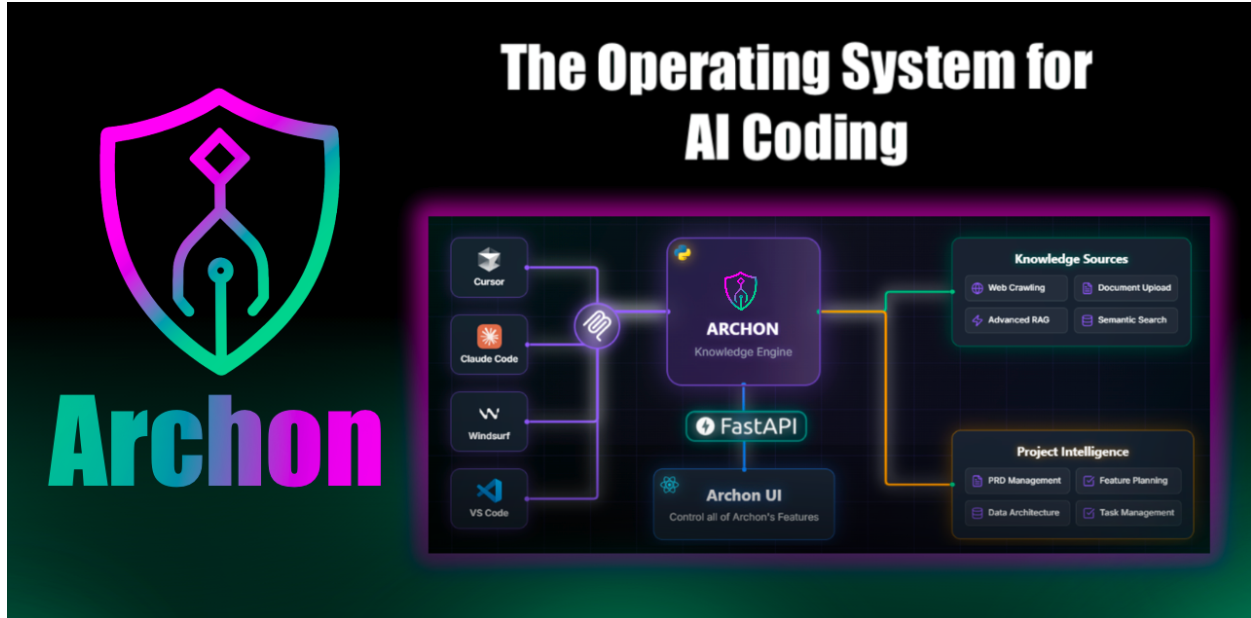 The Operating System for
AI Coding
Archon
Cursor
Claude Code
Windsurf
VS Code
ARCHON
Knowledge Engine
FastAPI
Archon UI
Control all of Archon's Features
Knowledge Sources
Web Crawling
Document Upload
Advanced RAG
Semantic Search
Project Intelligence
PRD Management
Feature Planning
Data Architecture
Task Management